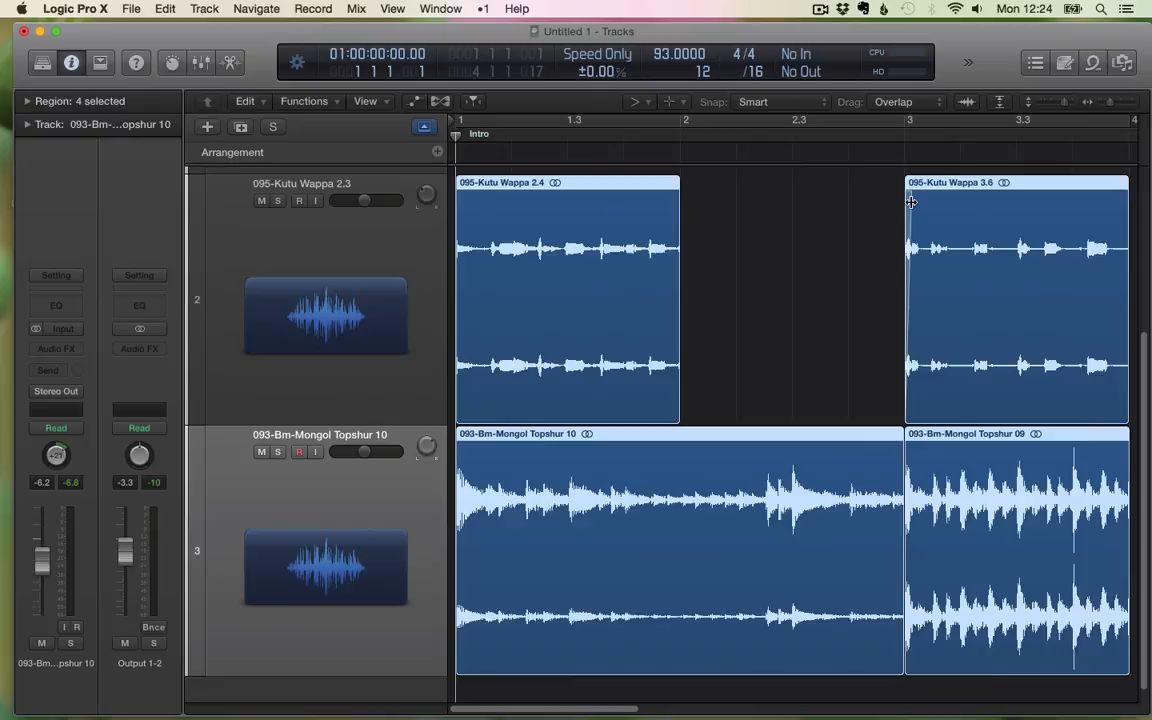 Logic Pro X File Edit Track Navigate Record Mix View Window •1 Help Mon 12:24
Untitled 1 - Tracks
01:00:00:00.00 Speed Only 93.0000 4/4 No In CPU
1 1 1 1 ±0.00% 12 /16 No Out HD
Region: 4 selected Edit Functions View Snap: Smart Drag: Overlap
Track: 093-Bm-...opshur 10 S 1 1.3 2 2.3 3 3.3 4
Intro
Arrangement
095-Kutu Wappa 2.3 095-Kutu Wappa 2.4 095-Kutu Wappa 3.6
M S R I L R
Setting Setting
2
EQ EQ
Input
Audio FX Audio FX
Send
Stereo Out
Read Read
093-Bm-Mongol Topshur 10 093-Bm-Mongol Topshur 10 093-Bm-Mongol Topshur 09
M S R I L R
+21
-6.2 -6.8 -3.3 -10
3
I R Bnce
M S M S
093-Bm...opshur 10 Output 1-2